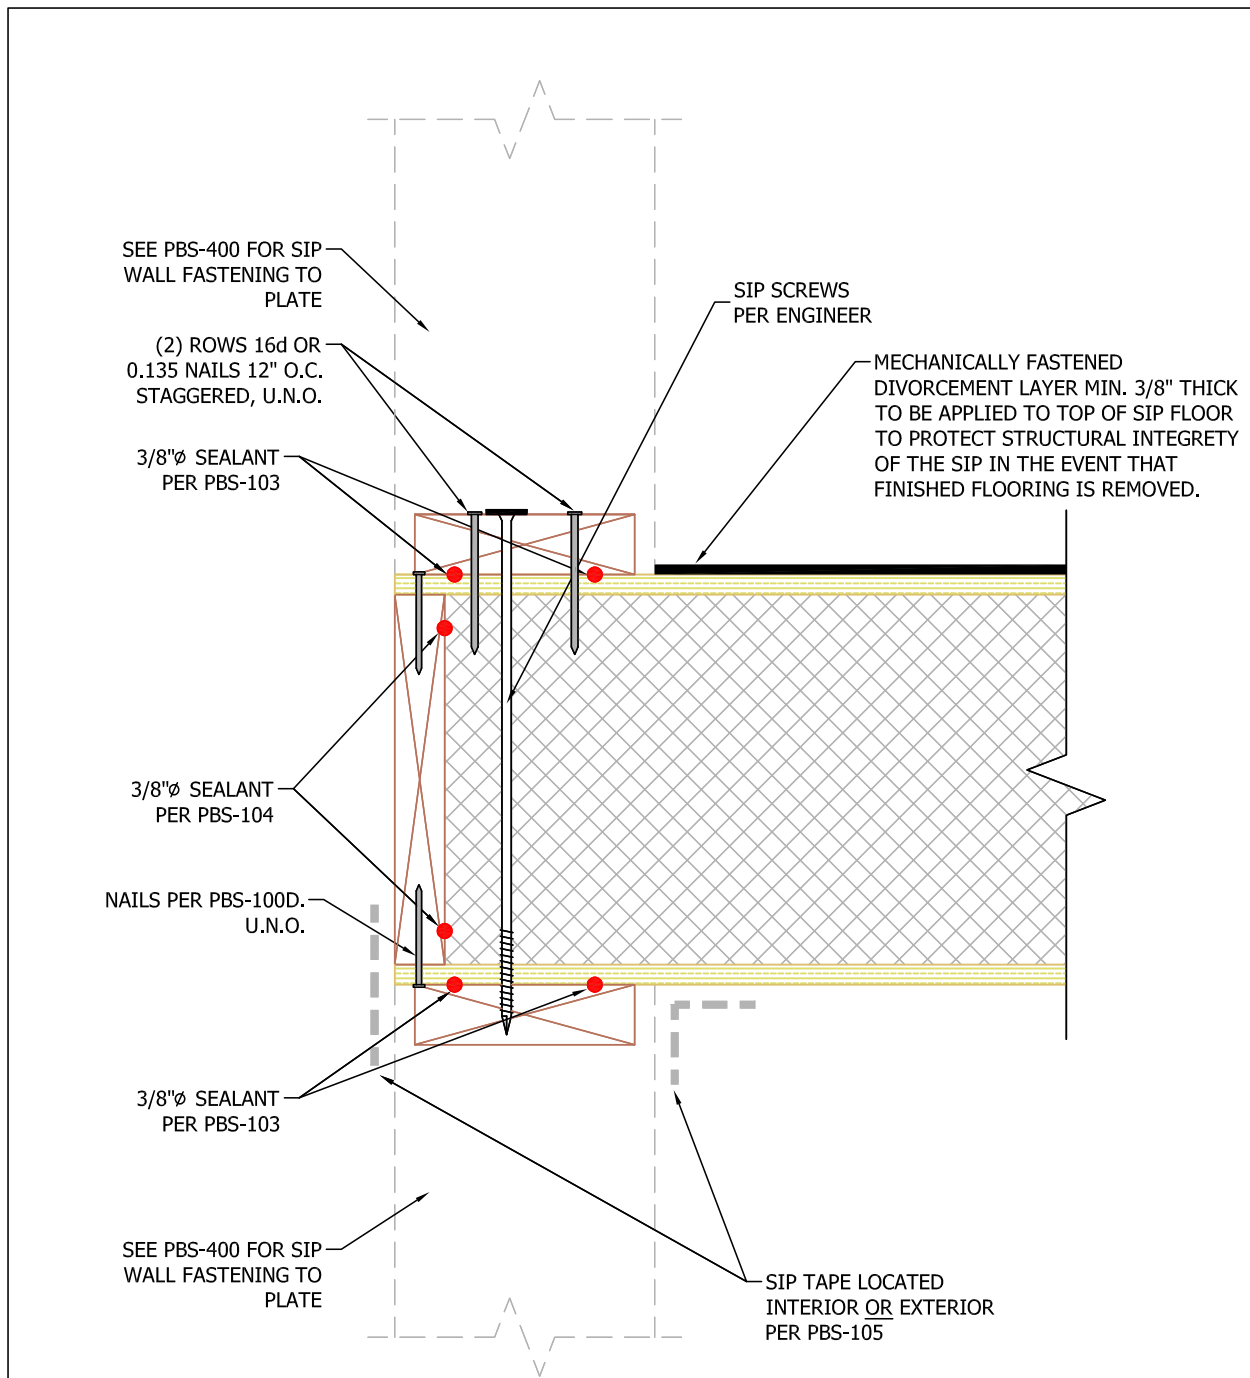 SEE PBS-400 FOR SIP
WALL FASTENING TO
PLATE
(2) ROWS 16d OR
0.135 NAILS 12" O.C.
STAGGERED, U.N.O.
3/8"ø SEALANT
PER PBS-103
SIP SCREWS
PER ENGINEER
MECHANICALLY FASTENED
DIVORCEMENT LAYER MIN. 3/8" THICK
TO BE APPLIED TO TOP OF SIP FLOOR
TO PROTECT STRUCTURAL INTEGRETY
OF THE SIP IN THE EVENT THAT
FINISHED FLOORING IS REMOVED.
3/8"ø SEALANT
PER PBS-104
NAILS PER PBS-100D.
U.N.O.
3/8"ø SEALANT
PER PBS-103
SEE PBS-400 FOR SIP
WALL FASTENING TO
PLATE
SIP TAPE LOCATED
INTERIOR OR EXTERIOR
PER PBS-105